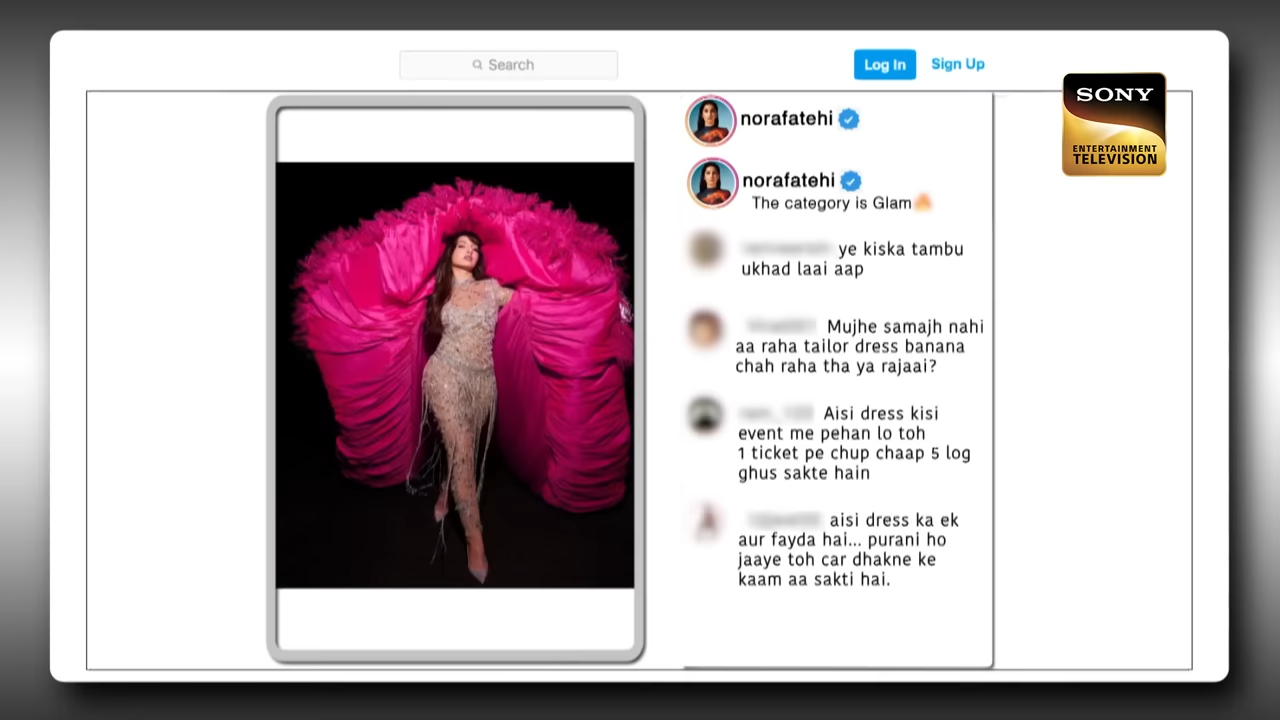 Search
Log In
Sign Up
SONY
ENTERTAINMENT
TELEVISION
norafatehi
norafatehi
The category is Glam🔥
ye kiska tambu
ukhad laai aap
Mujhe samajh nahi
aa raha tailor dress banana
chah raha tha ya rajaai?
Aisi dress kisi
event me pehan lo toh
1 ticket pe chup chaap 5 log
ghus sakte hain
aisi dress ka ek
aur fayda hai... purani ho
jaaye toh car dhakne ke
kaam aa sakti hai.